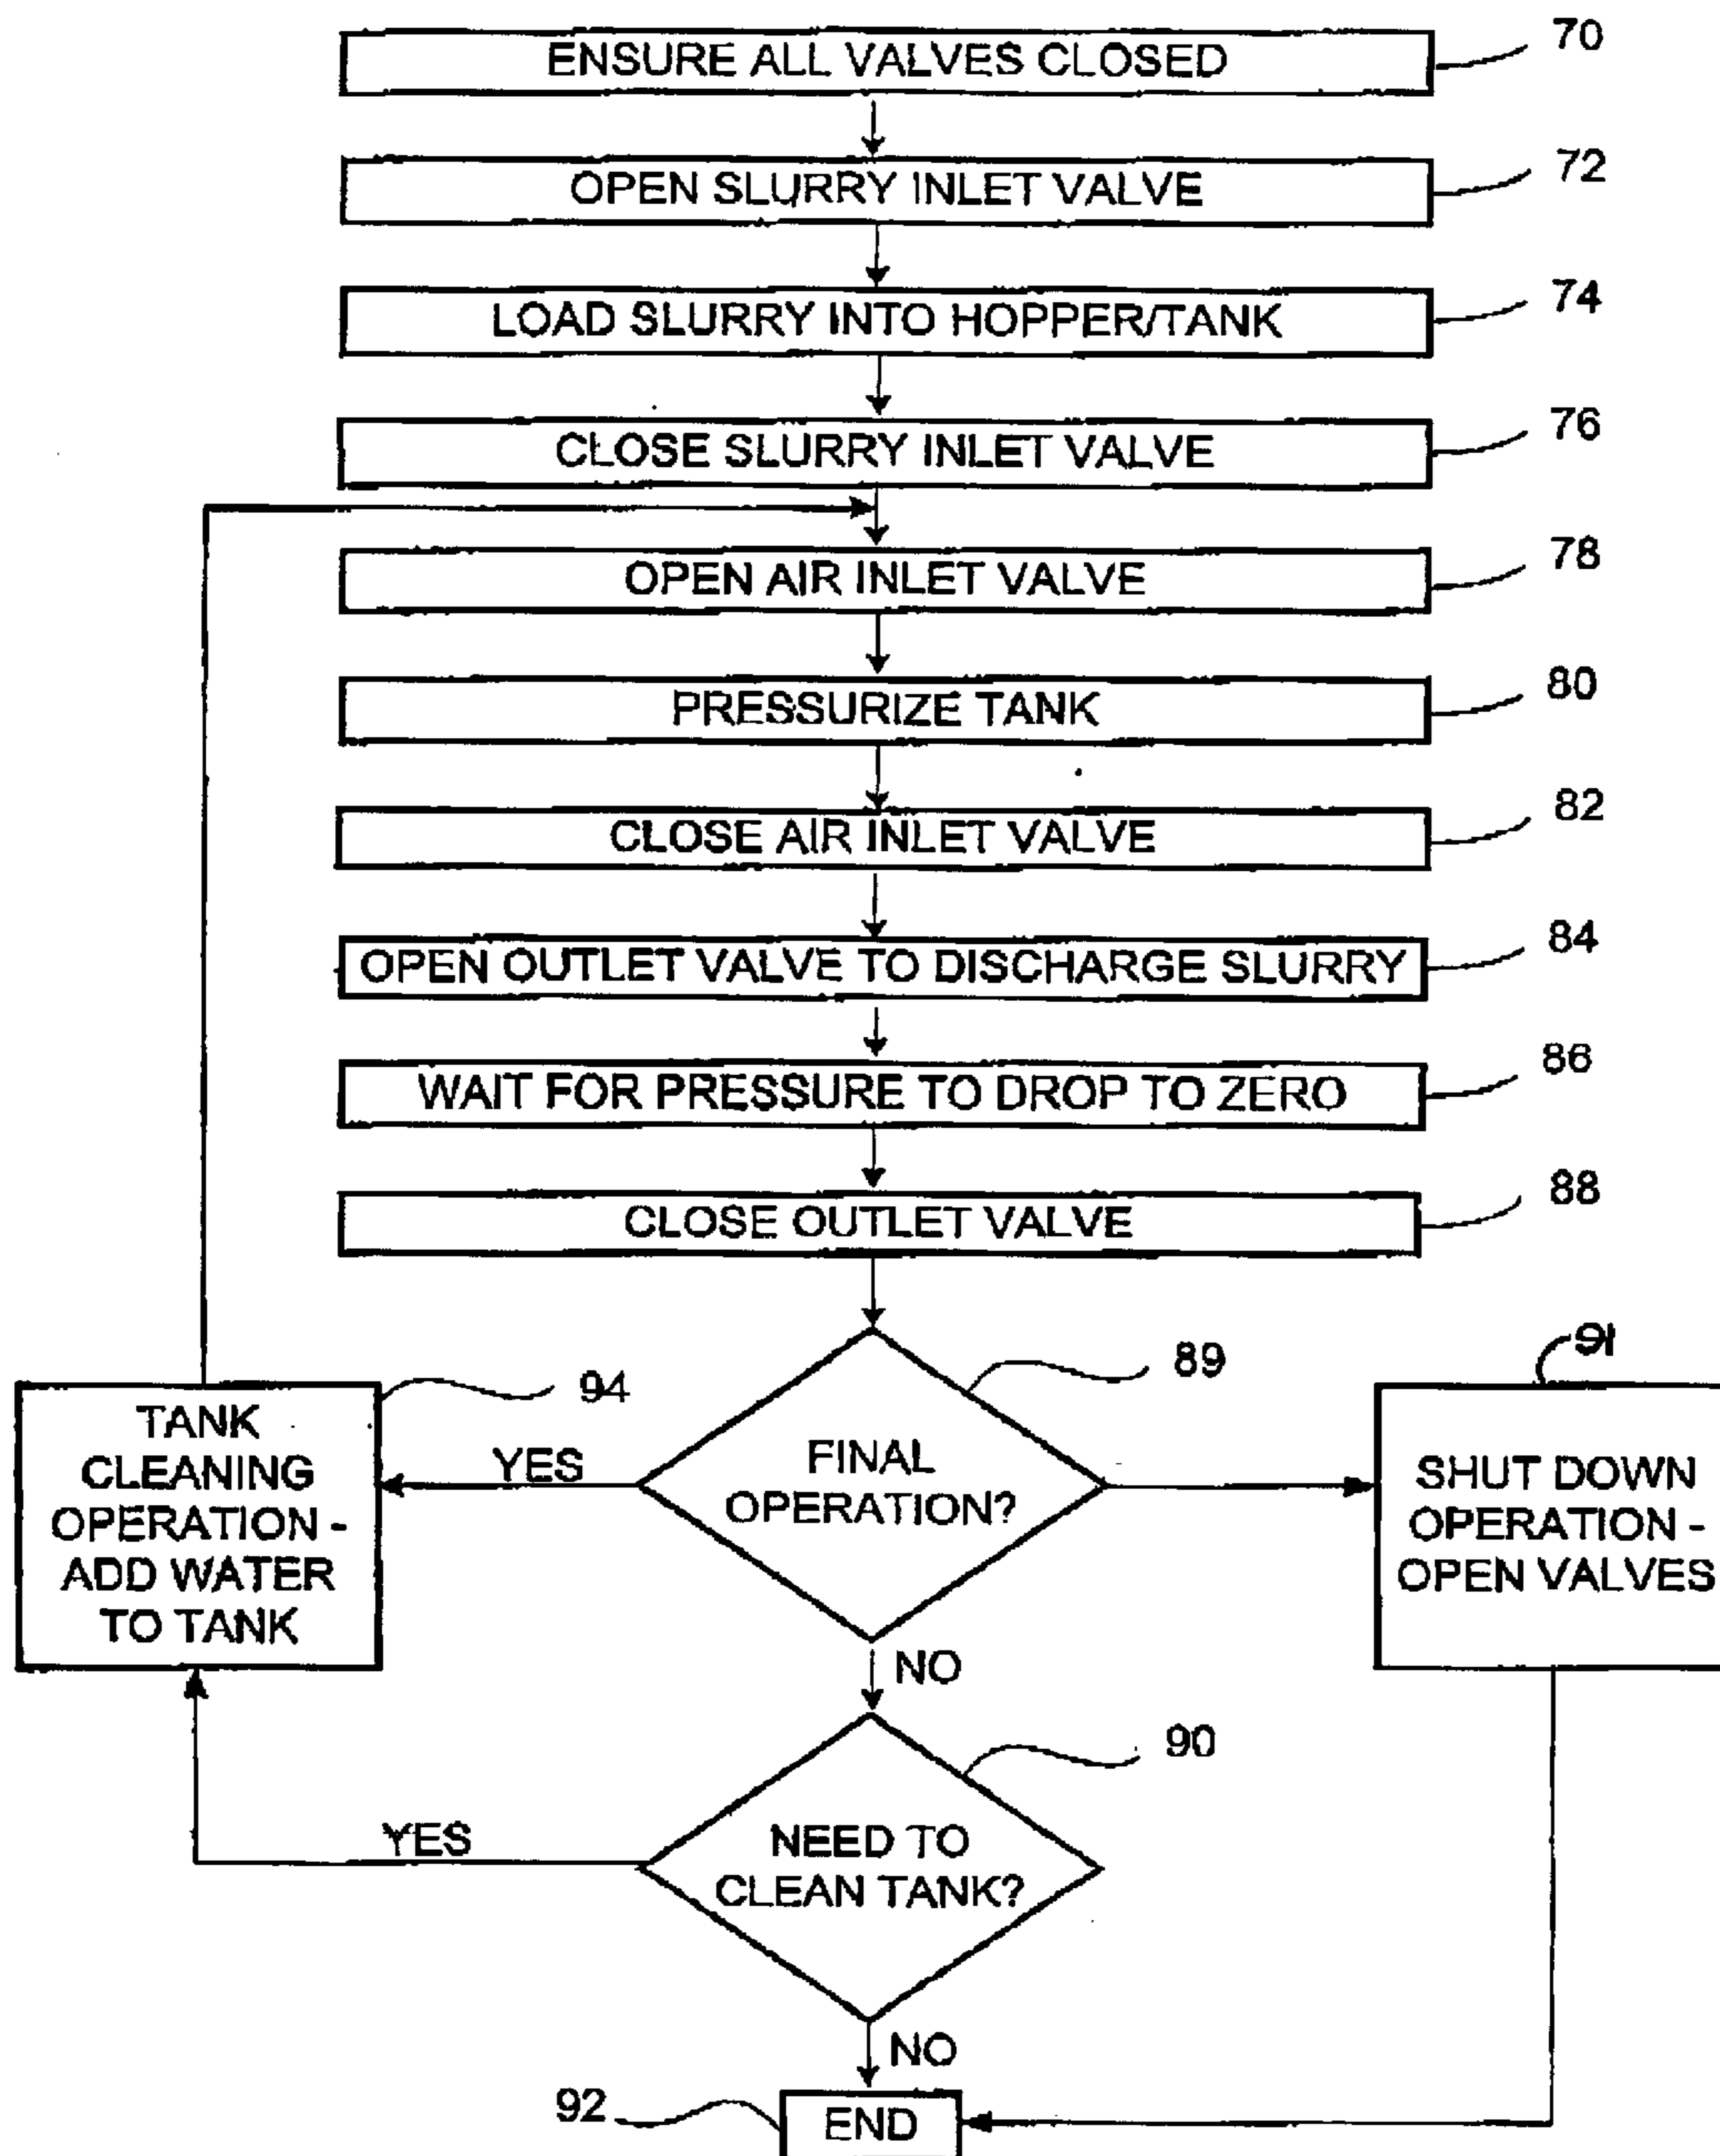 ENSURE ALL VALVES CLOSED
70
OPEN SLURRY INLET VALVE
72
LOAD SLURRY INTO HOPPER/TANK
74
CLOSE SLURRY INLET VALVE
76
OPEN AIR INLET VALVE
78
PRESSURIZE TANK
80
CLOSE AIR INLET VALVE
82
OPEN OUTLET VALVE TO DISCHARGE SLURRY
84
WAIT FOR PRESSURE TO DROP TO ZERO
86
CLOSE OUTLET VALVE
88
94
TANK
CLEANING
OPERATION -
ADD WATER
TO TANK
YES
89
FINAL
OPERATION?
91
SHUT DOWN
OPERATION -
OPEN VALVES
NO
90
YES
NEED TO
CLEAN TANK?
NO
92
END